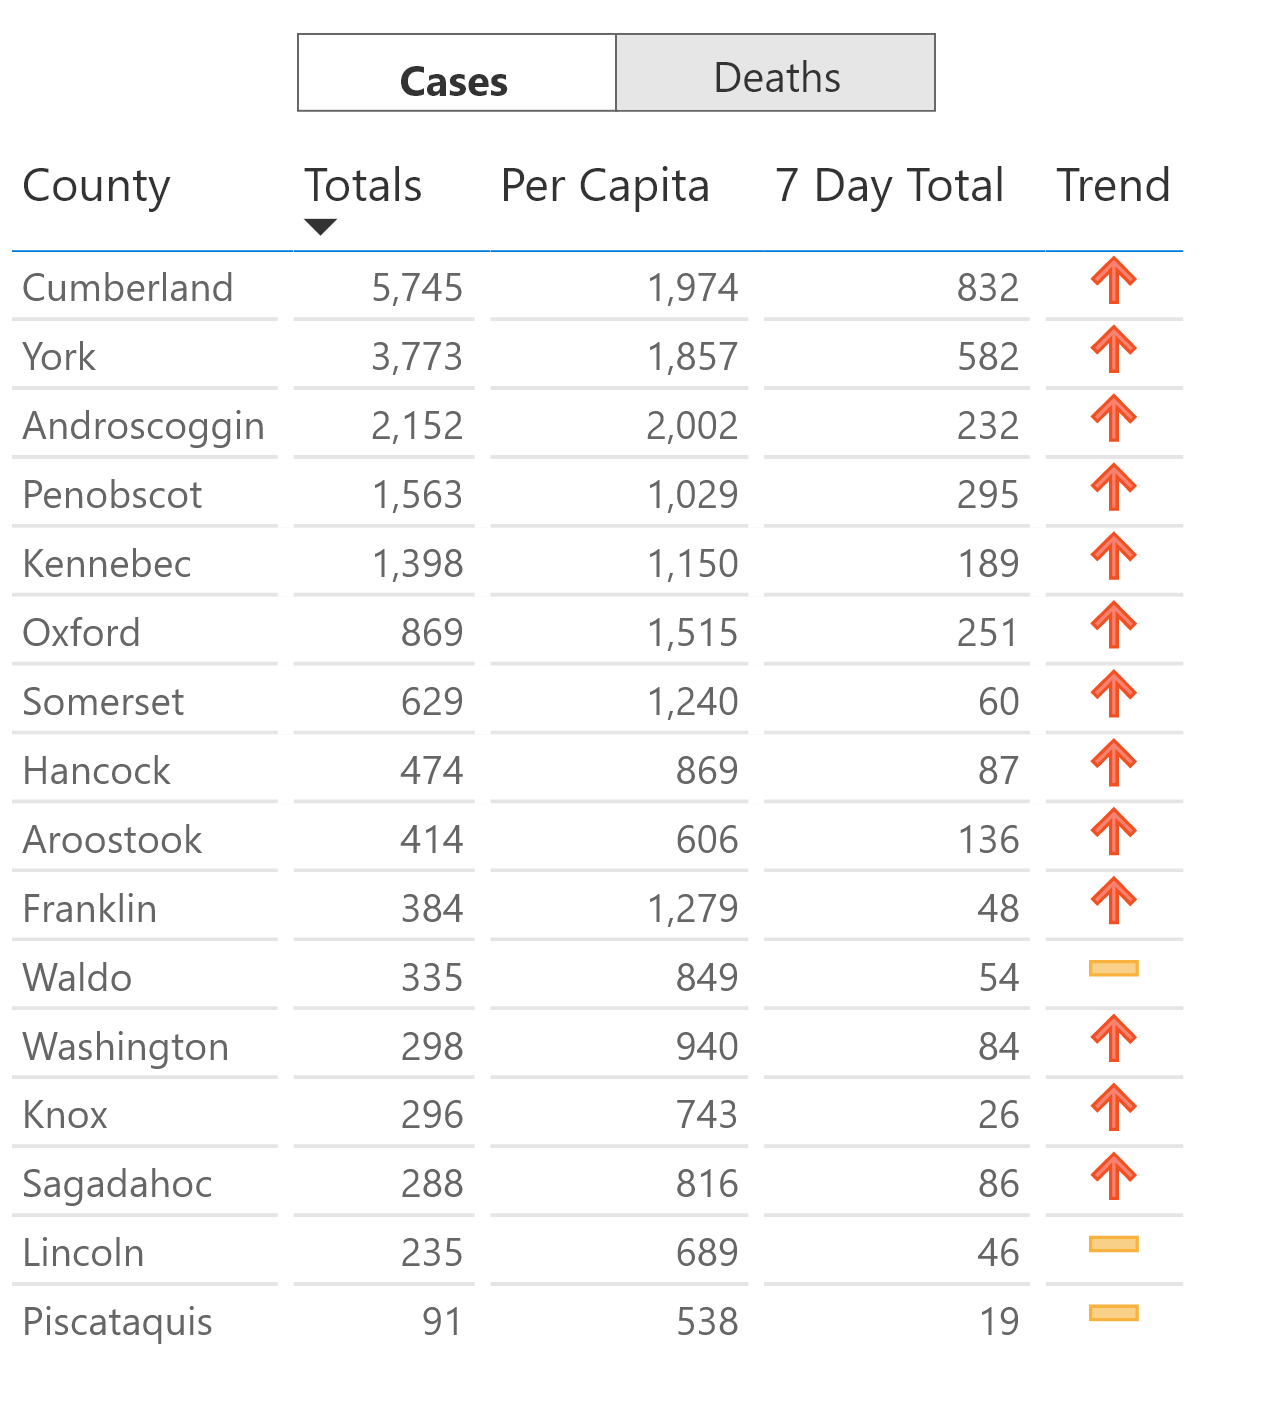 Cases Deaths
County Totals Per Capita 7 Day Total Trend
Cumberland 5,745 1,974 832
York 3,773 1,857 582
Androscoggin 2,152 2,002 232
Penobscot 1,563 1,029 295
Kennebec 1,398 1,150 189
Oxford 869 1,515 251
Somerset 629 1,240 60
Hancock 474 869 87
Aroostook 414 606 136
Franklin 384 1,279 48
Waldo 335 849 54
Washington 298 940 84
Knox 296 743 26
Sagadahoc 288 816 86
Lincoln 235 689 46
Piscataquis 91 538 19